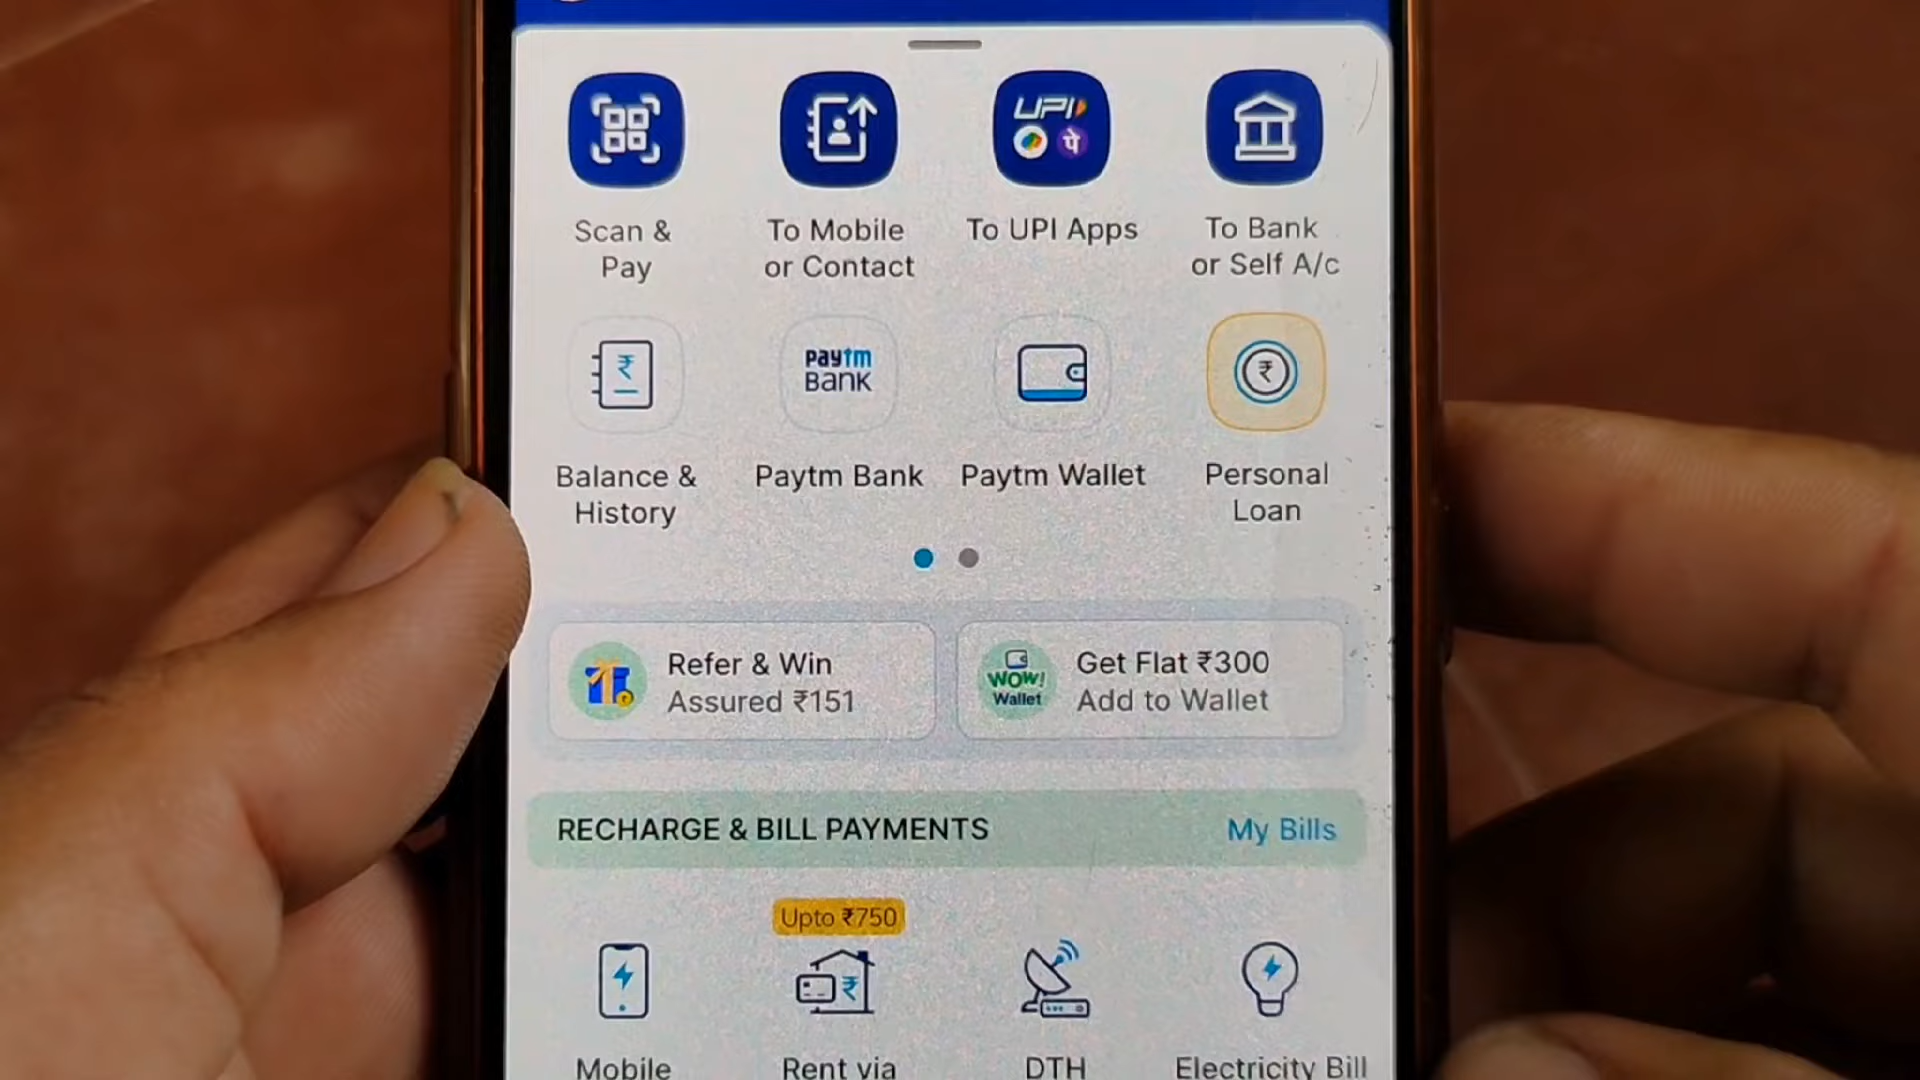 UPI
पे
Scan &
Pay
To Mobile
or Contact
To UPI Apps
To Bank
or Self A/c
₹
paytm
BANK
₹
Balance &
History
Paytm Bank
Paytm Wallet
Personal
Loan
Refer & Win
Assured ₹151
WOW!
Wallet
Get Flat ₹300
Add to Wallet
RECHARGE & BILL PAYMENTS
My Bills
Upto ₹750
₹
Mobile
Rent via
DTH
Electricity Bill